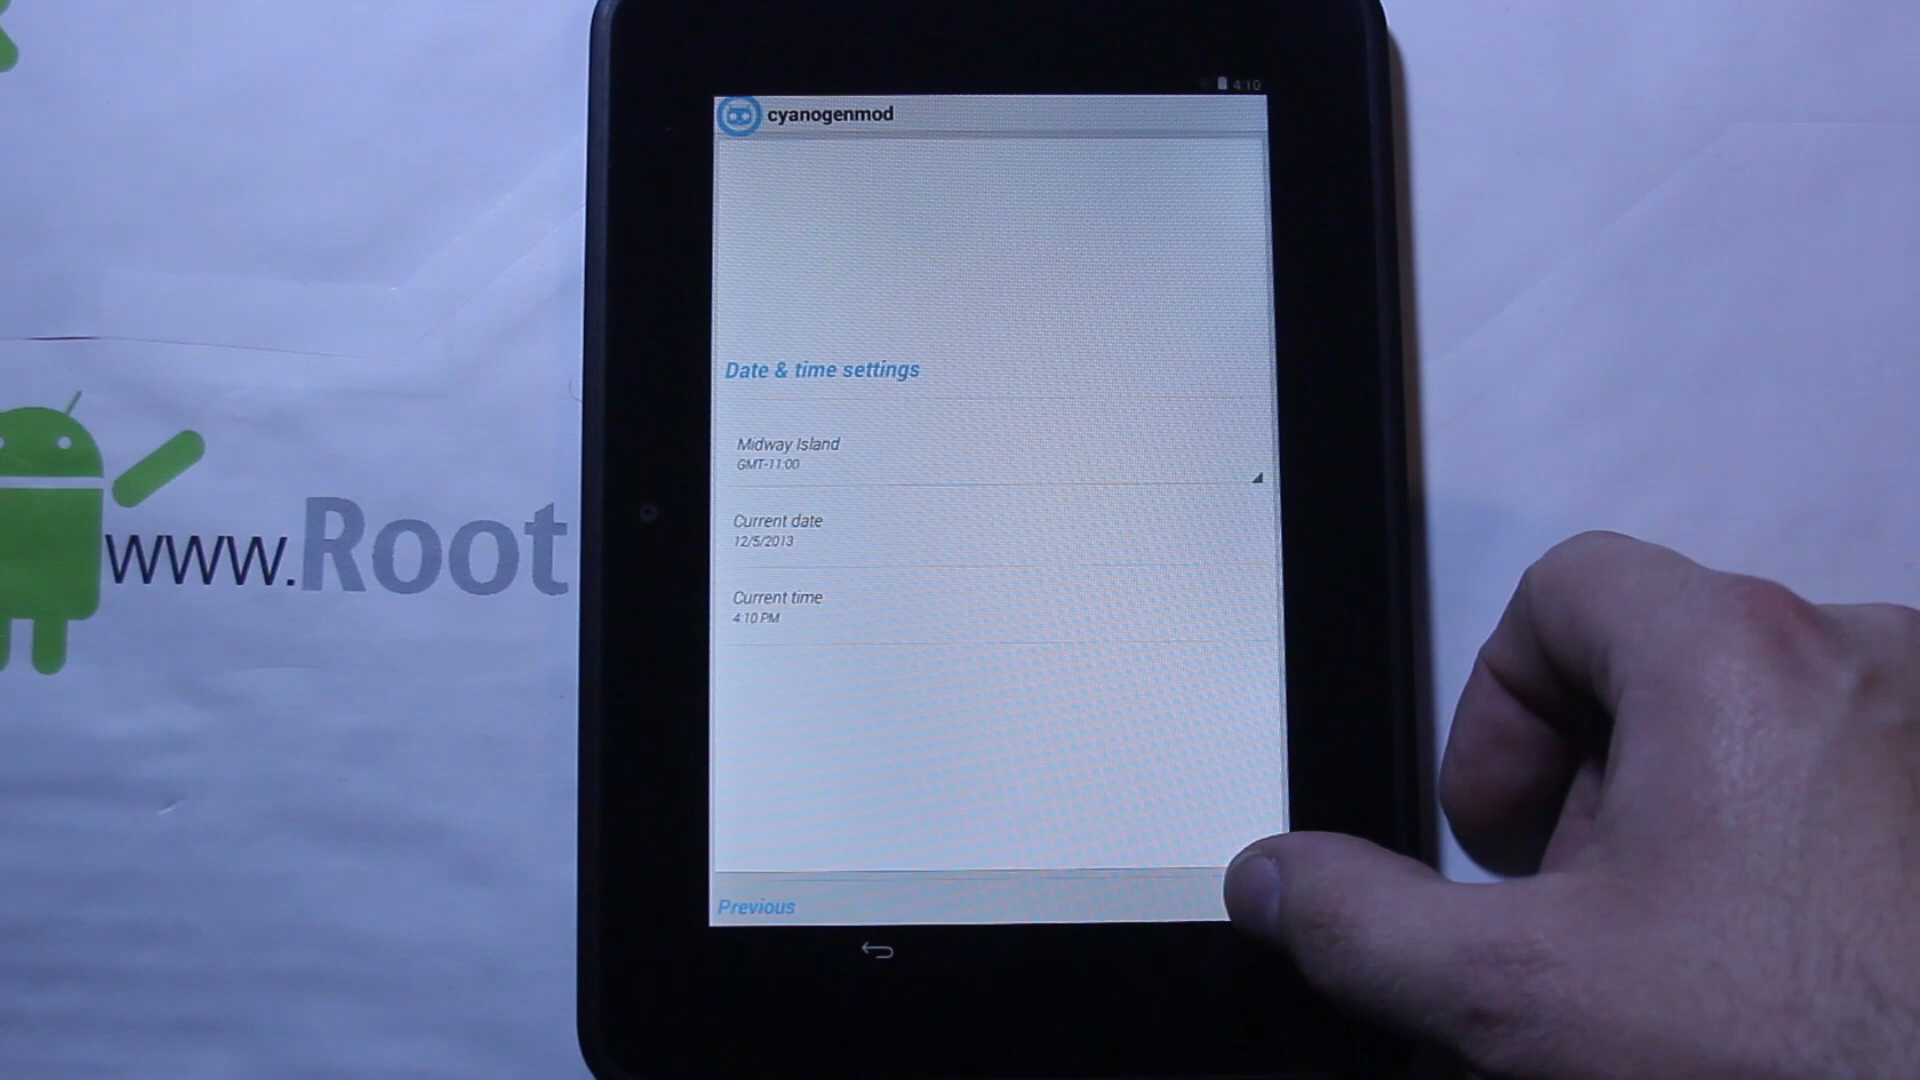 4:10
cyanogenmod
Date & time settings
Midway Island
GMT-11:00
Current date
12/5/2013
Current time
4:10 PM
Previous
www.Root